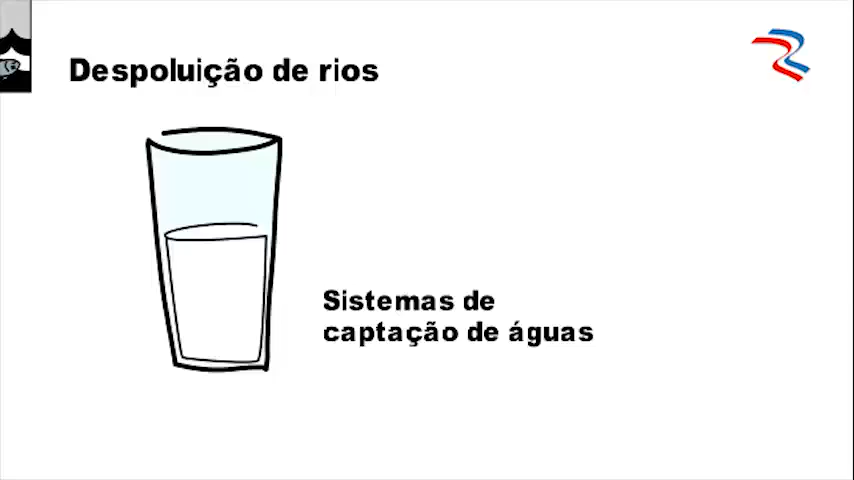 Despoluição de rios
Sistemas de
captação de águas